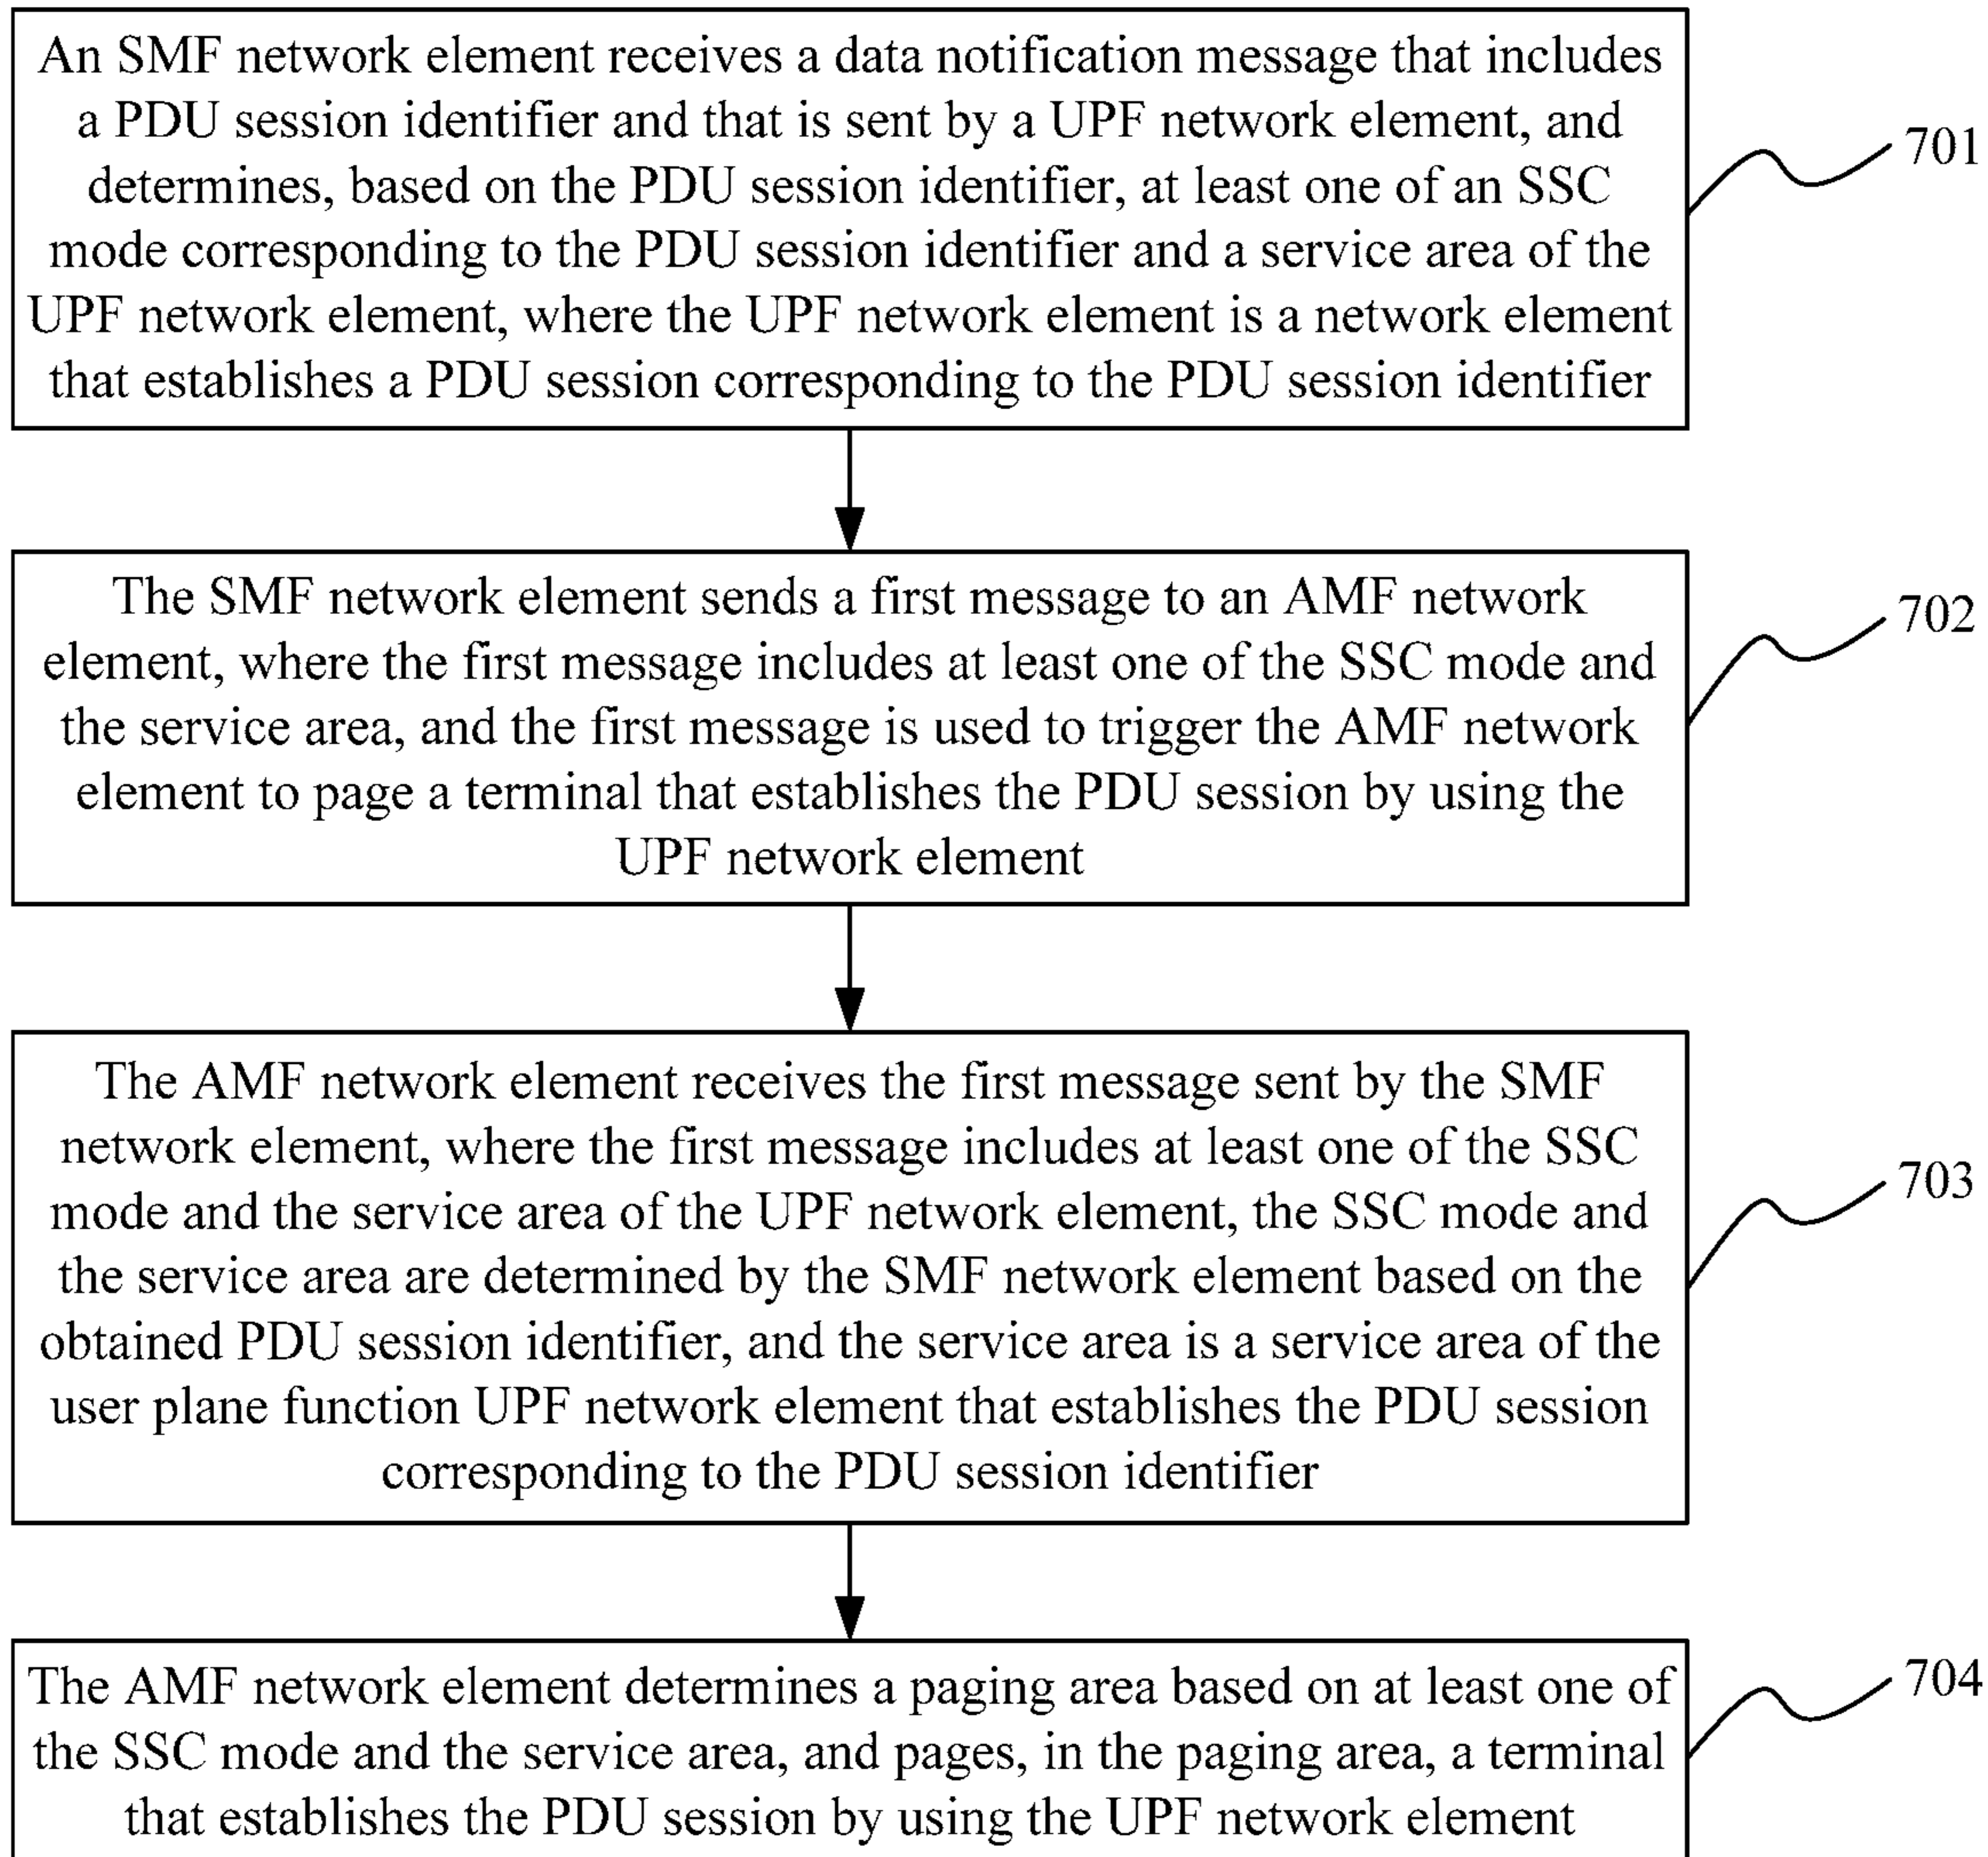 An SMF network element receives a data notification message that includes
a PDU session identifier and that is sent by a UPF network element, and
determines, based on the PDU session identifier, at least one of an SSC
mode corresponding to the PDU session identifier and a service area of the
UPF network element, where the UPF network element is a network element
that establishes a PDU session corresponding to the PDU session identifier
701
The SMF network element sends a first message to an AMF network
element, where the first message includes at least one of the SSC mode and
the service area, and the first message is used to trigger the AMF network
element to page a terminal that establishes the PDU session by using the
UPF network element
702
The AMF network element receives the first message sent by the SMF
network element, where the first message includes at least one of the SSC
mode and the service area of the UPF network element, the SSC mode and
the service area are determined by the SMF network element based on the
obtained PDU session identifier, and the service area is a service area of the
user plane function UPF network element that establishes the PDU session
corresponding to the PDU session identifier
703
The AMF network element determines a paging area based on at least one of
the SSC mode and the service area, and pages, in the paging area, a terminal
that establishes the PDU session by using the UPF network element
704